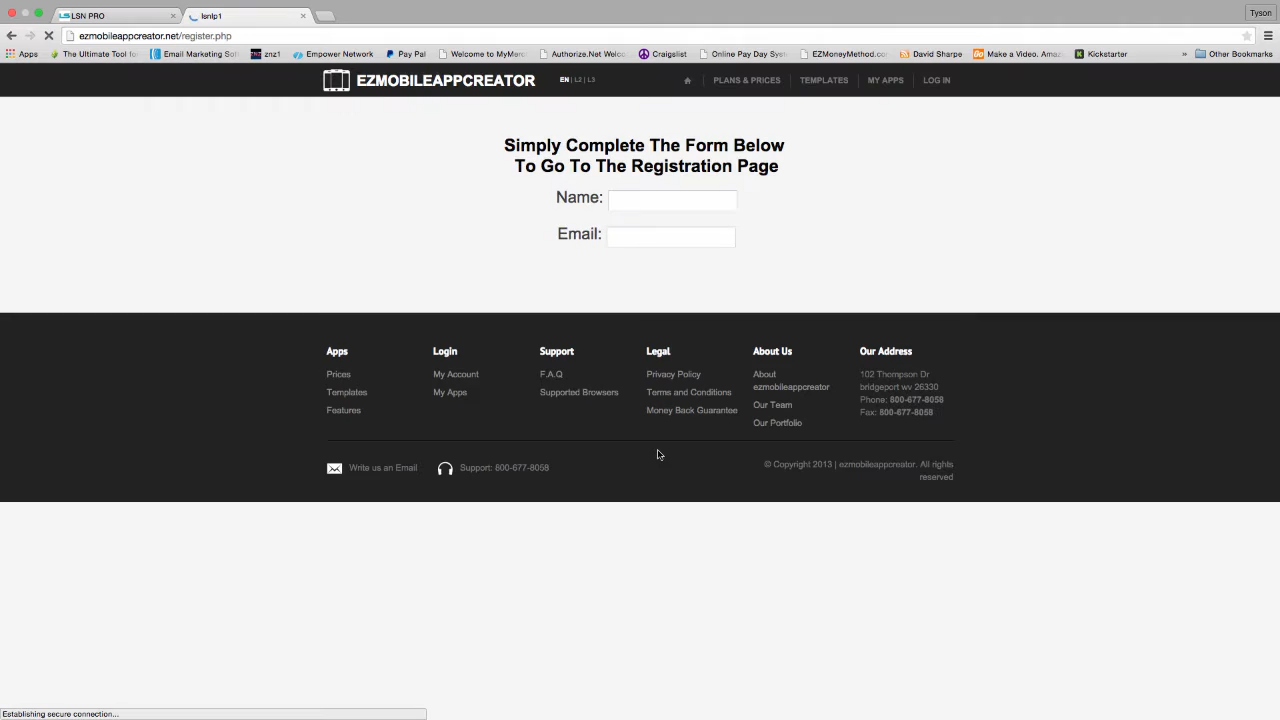 LSN PRO
lsnlp1
Tyson
ezmobileappcreator.net/register.php
Apps
The Ultimate Tool fo
Email Marketing Sof
znz1
Empower Network
Pay Pal
Welcome to MyMerc
Authorize.Net Welco
Craigslist
Online Pay Day Syst
EZMoneyMethod.co
David Sharpe
Make a Video. Amaz
Kickstarter
»
Other Bookmarks
EZMOBILEAPPCREATOR
EN | L2 | L3
PLANS & PRICES
TEMPLATES
MY APPS
LOG IN
Simply Complete The Form Below
To Go To The Registration Page
Name:
Email:
Apps
Prices
Templates
Features
Login
My Account
My Apps
Support
F.A.Q
Supported Browsers
Legal
Privacy Policy
Terms and Conditions
Money Back Guarantee
About Us
About
ezmobileappcreator
Our Team
Our Portfolio
Our Address
102 Thompson Dr
bridgeport wv 26330
Phone: 800-677-8058
Fax: 800-677-8058
Write us an Email
Support: 800-677-8058
© Copyright 2013 | ezmobileappcreator. All rights
reserved
Establishing secure connection...